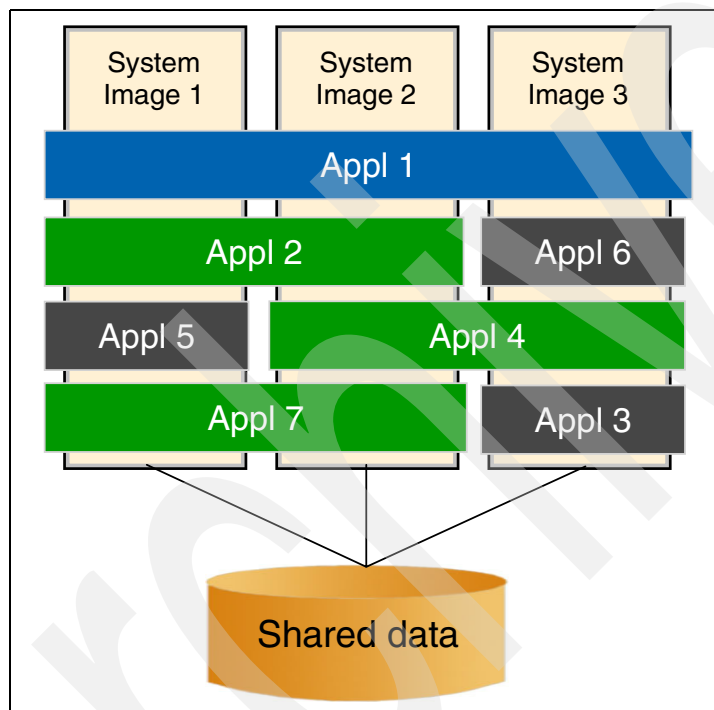 System
Image 1
System
Image 2
System
Image 3
Appl 1
Appl 2
Appl 6
Appl 5
Appl 4
Appl 7
Appl 3
Shared data